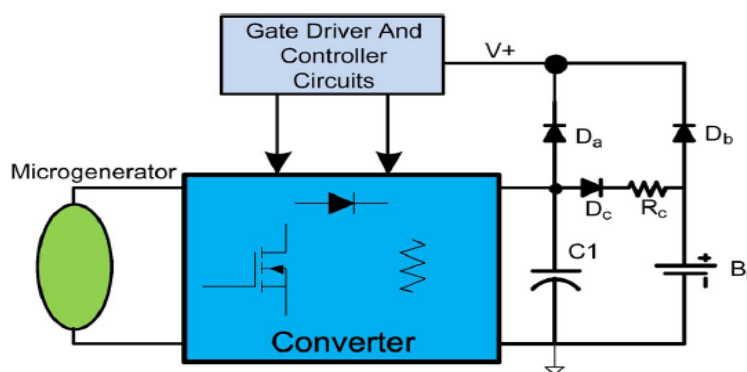 Gate Driver And
Controller
Circuits
V+
Da
Db
Microgenerator
Dc
Rc
C1
+
B
Converter